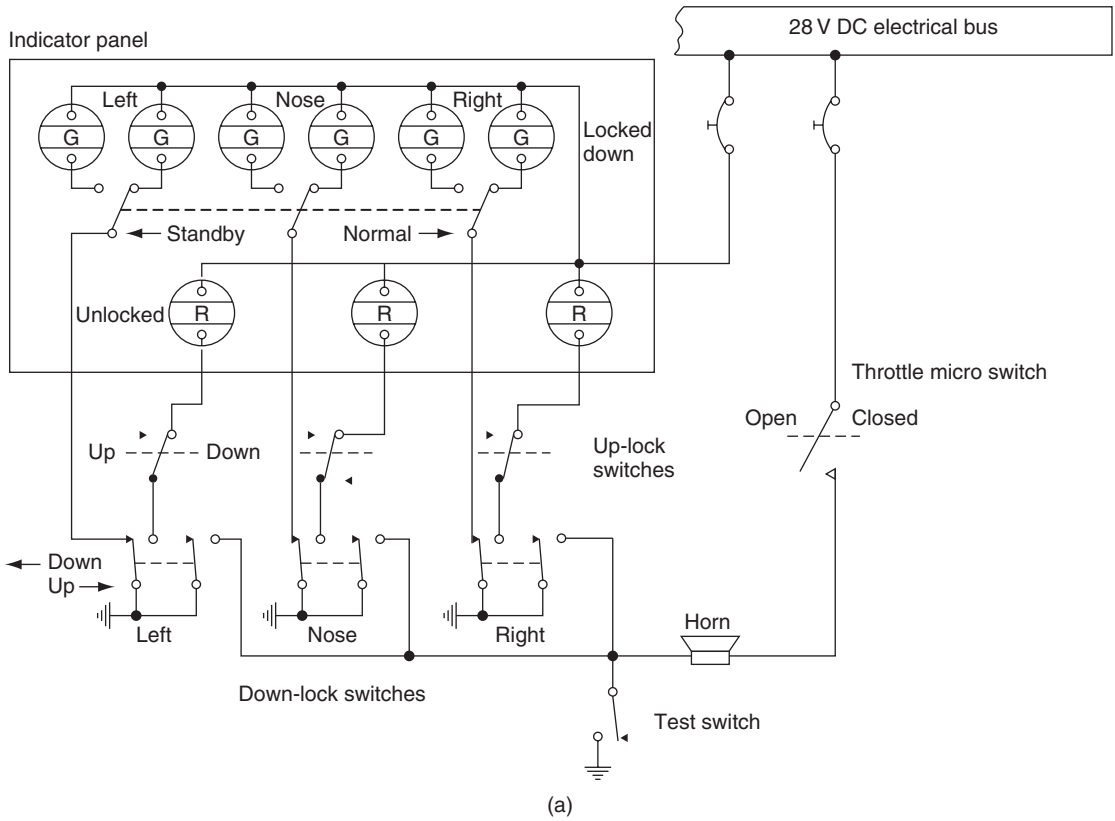 28 V DC electrical bus
Indicator panel
Left
Nose
Right
G
G
G
G
G
G
Locked
down
Standby
Normal
Unlocked
R
R
R
Throttle micro switch
Open
Closed
Up
Down
Up-lock
switches
Down
Up
Left
Nose
Right
Horn
Down-lock switches
Test switch
(a)